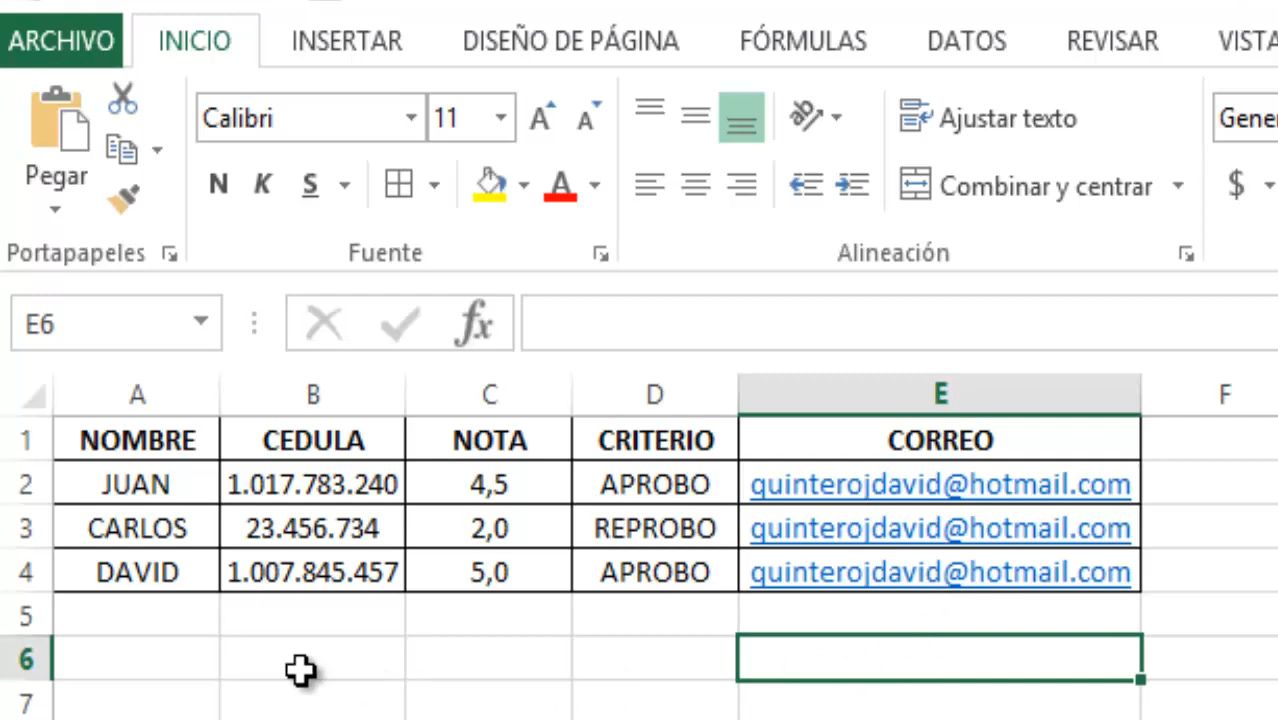 ARCHIVO INICIO INSERTAR DISEÑO DE PÁGINA FÓRMULAS DATOS REVISAR VISTA
Calibri 11 Ajustar texto Gene
Pegar N K S Combinar y centrar $
Portapapeles Fuente Alineación
E6 fx
A B C D E F
1 NOMBRE CEDULA NOTA CRITERIO CORREO
2 JUAN 1.017.783.240 4,5 APROBO quinterojdavid@hotmail.com
3 CARLOS 23.456.734 2,0 REPROBO quinterojdavid@hotmail.com
4 DAVID 1.007.845.457 5,0 APROBO quinterojdavid@hotmail.com
5
6
7